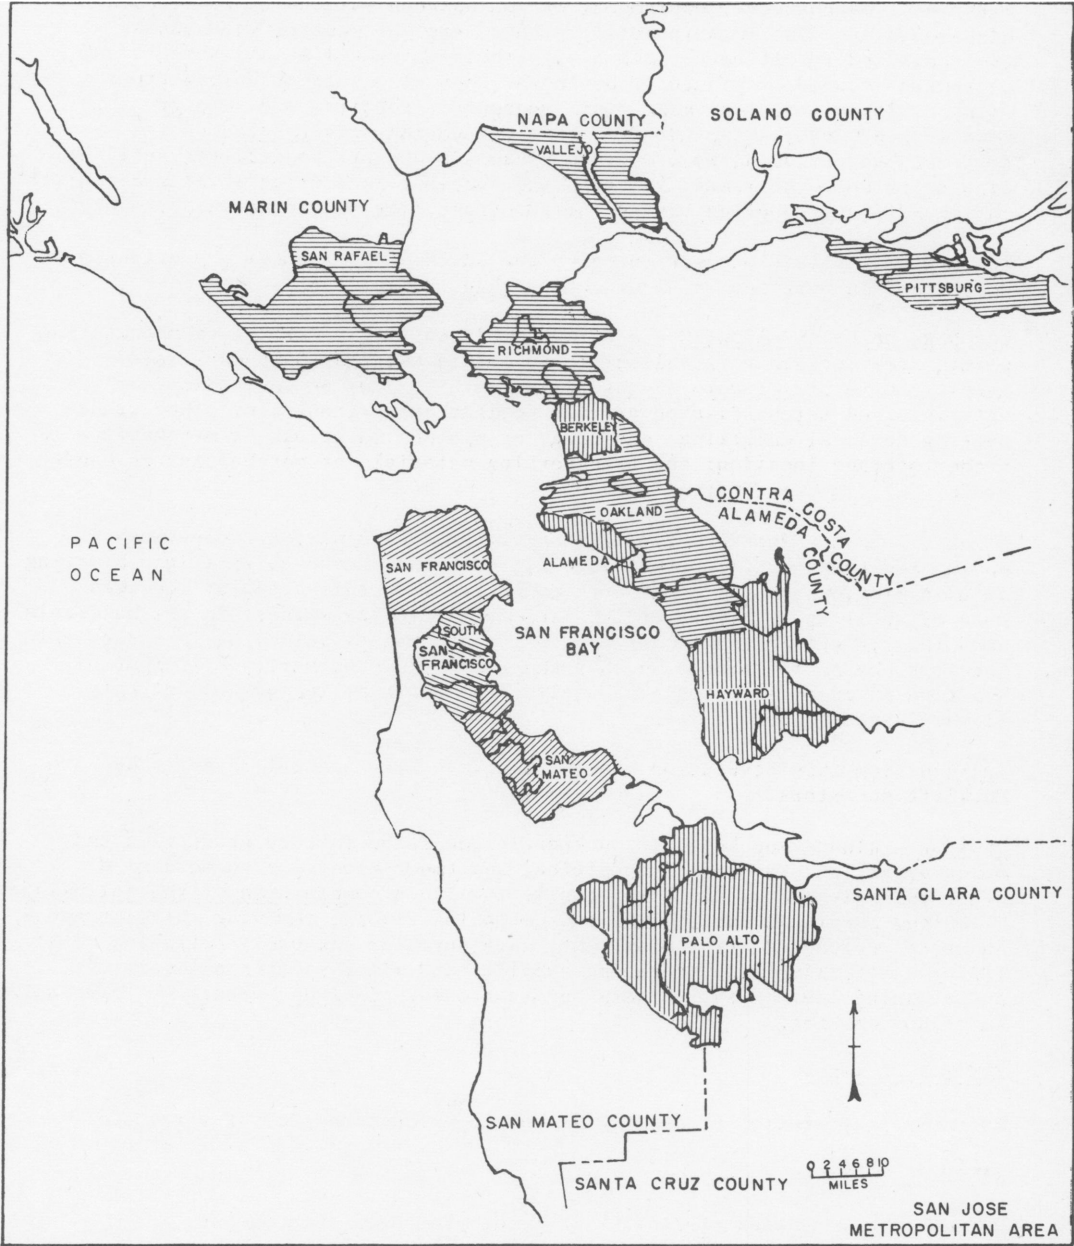 NAPA COUNTY
SOLANO COUNTY
VALLEJO
MARIN COUNTY
SAN RAFAEL
PITTSBURG
RICHMOND
BERKELEY
CONTRA COSTA COUNTY
ALAMEDA COUNTY
OAKLAND
PACIFIC
OCEAN
SAN FRANCISCO
ALAMEDA
SOUTH
SAN
FRANCISCO
SAN FRANCISCO
BAY
HAYWARD
SAN
MATEO
SANTA CLARA COUNTY
PALO ALTO
SAN MATEO COUNTY
SANTA CRUZ COUNTY
0 2 4 6 8 10
MILES
SAN JOSE
METROPOLITAN AREA